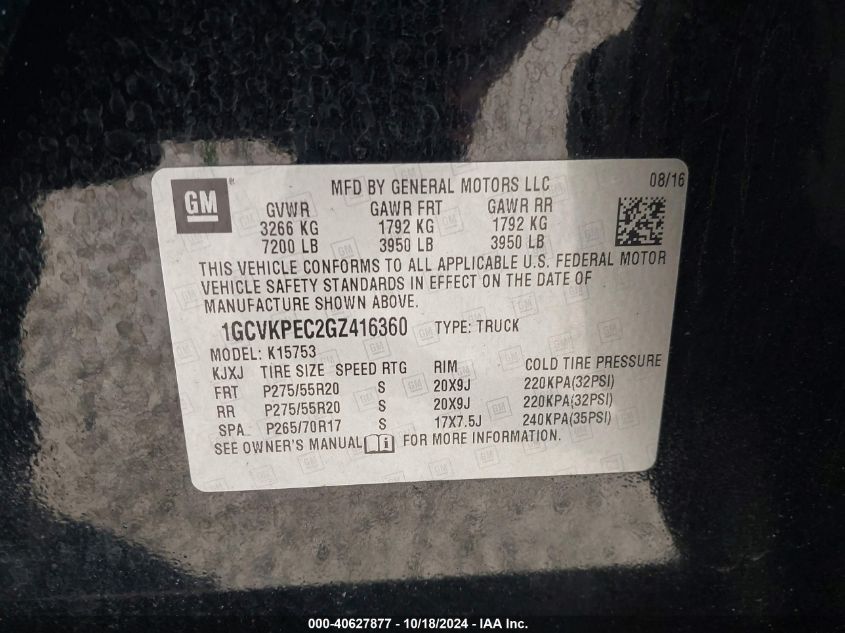 GM
MFD BY GENERAL MOTORS LLC 08/16
GVWR GAWR FRT GAWR RR
3266 KG 1792 KG 1792 KG
7200 LB 3950 LB 3950 LB
THIS VEHICLE CONFORMS TO ALL APPLICABLE U.S. FEDERAL MOTOR
VEHICLE SAFETY STANDARDS IN EFFECT ON THE DATE OF
MANUFACTURE SHOWN ABOVE.
1GCVKPEC2GZ416360 TYPE: TRUCK
MODEL: K15753
KJXJ TIRE SIZE SPEED RTG RIM COLD TIRE PRESSURE
FRT P275/55R20 S 20X9J 220KPA(32PSI)
RR P275/55R20 S 20X9J 220KPA(32PSI)
SPA P265/70R17 S 17X7.5J 240KPA(35PSI)
SEE OWNER'S MANUAL FOR MORE INFORMATION.
000-40627877 - 10/18/2024 - IAA Inc.